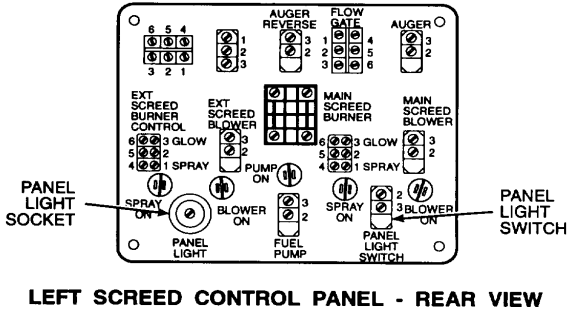 AUGER
REVERSE
FLOW
GATE
AUGER
6 5 4
3 2 1
1
2
3
3
2
1 4
2 5
3 6
3
2
EXT
SCREED
BURNER
CONTROL
EXT
SCREED
BLOWER
MAIN
SCREED
BURNER
MAIN
SCREED
BLOWER
6 3 GLOW
5 2
4 1 SPRAY
3
2
6 3 GLOW
5 2
4 1 SPRAY
3
2
PUMP
ON
SPRAY
ON
BLOWER
ON
SPRAY
ON
BLOWER
ON
PANEL
LIGHT
SOCKET
PANEL
LIGHT
3
2
FUEL
PUMP
2
3
PANEL
LIGHT
SWITCH
PANEL
LIGHT
SWITCH
LEFT SCREED CONTROL PANEL - REAR VIEW